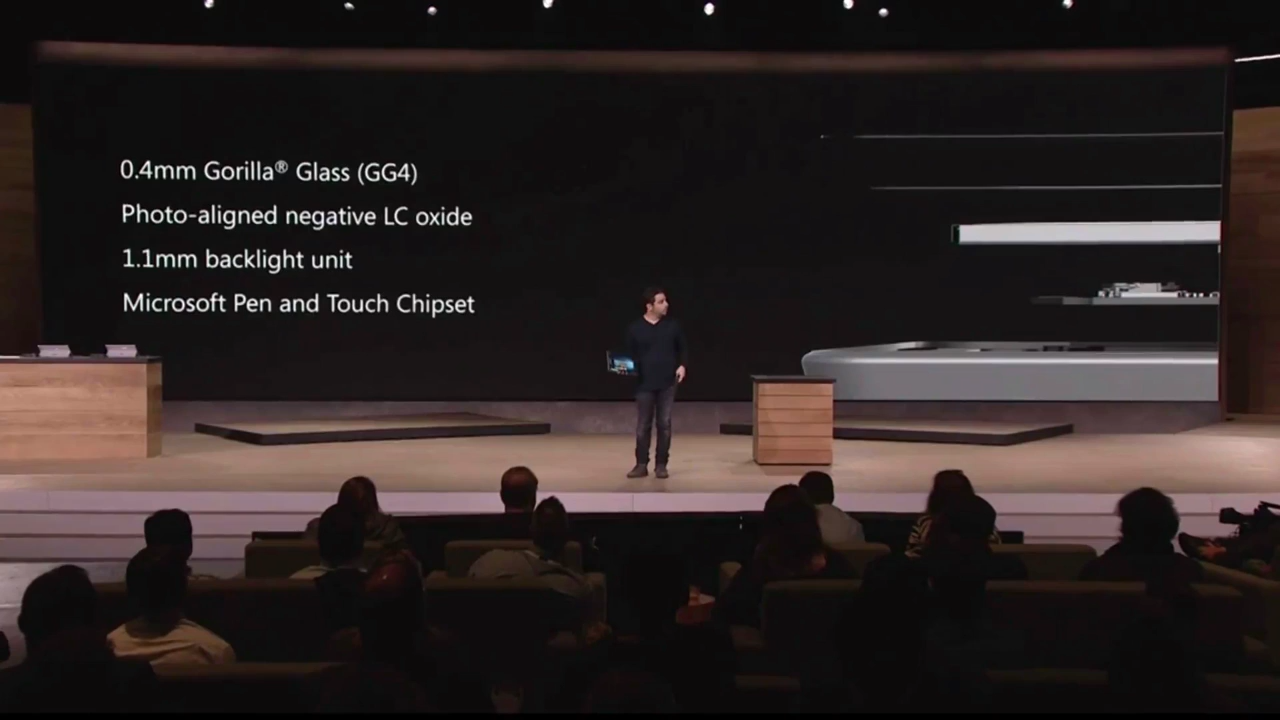 0.4mm Gorilla® Glass (GG4)
Photo-aligned negative LC oxide
1.1mm backlight unit
Microsoft Pen and Touch Chipset